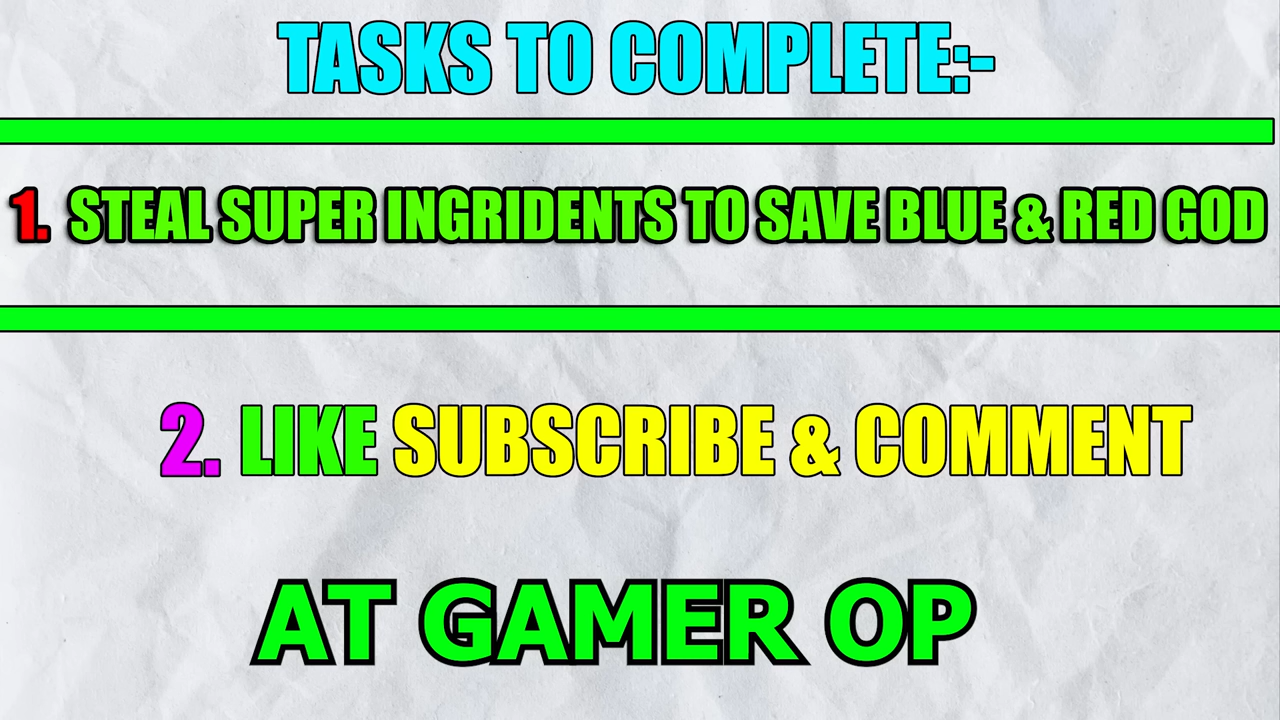 TASKS TO COMPLETE:-
1. STEAL SUPER INGRIDENTS TO SAVE BLUE & RED GOD
2. LIKE SUBSCRIBE & COMMENT
AT GAMER OP